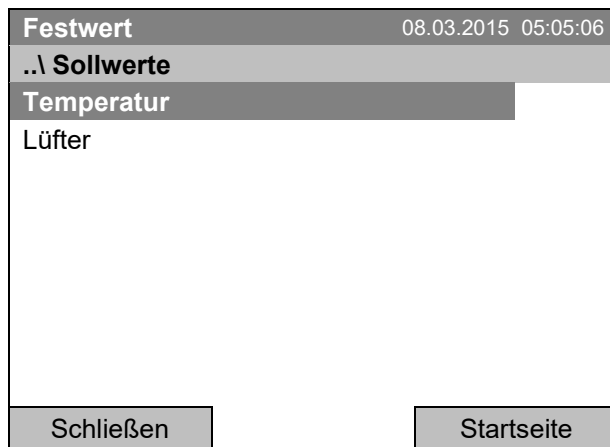 Festwert 08.03.2015 05:05:06
..\ Sollwerte
Temperatur
Lüfter
Schließen Startseite